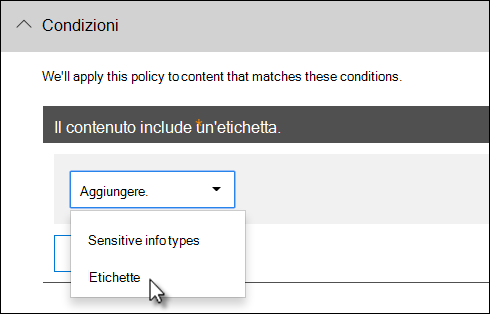 Condizioni
We'll apply this policy to content that matches these conditions.
Il contenuto include un'etichetta.
Aggiungere.
Sensitive info types
Etichette